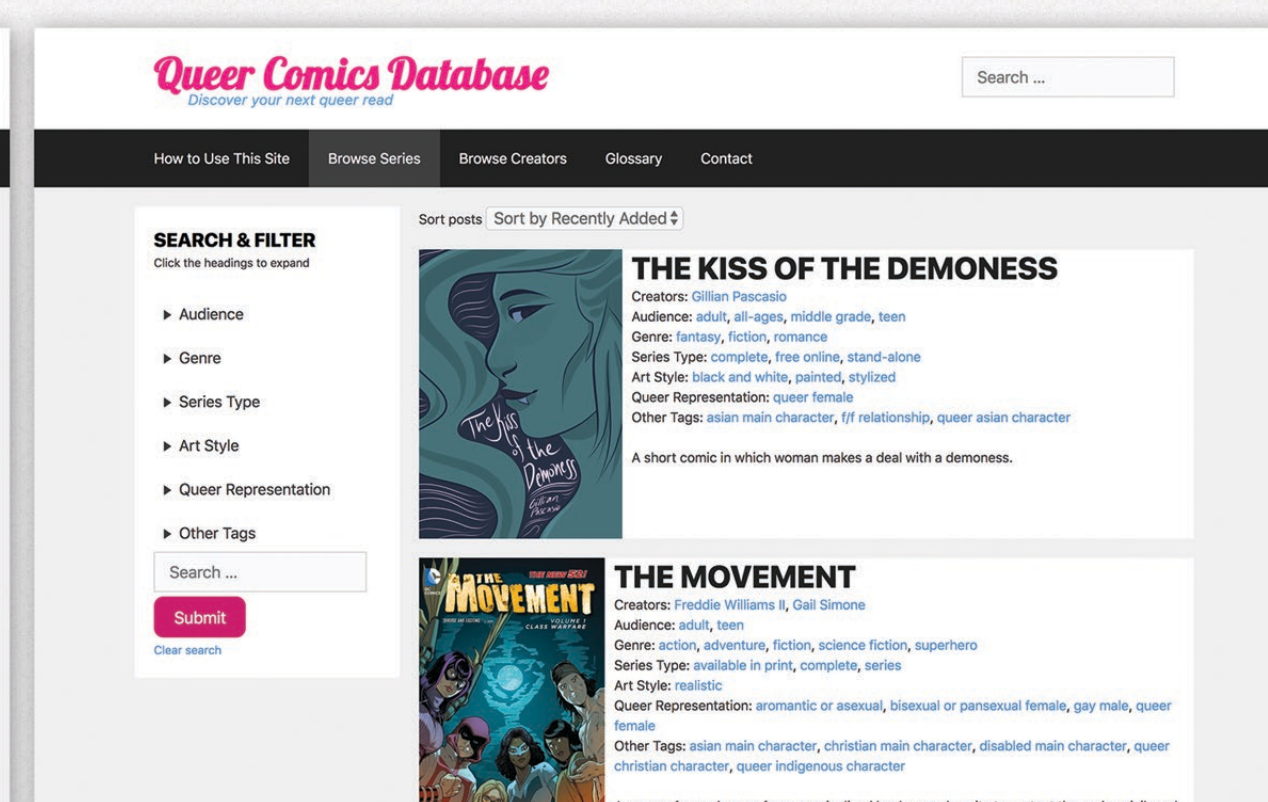 Queer Comics Database
Discover your next queer read
Search ...
How to Use This Site
Browse Series
Browse Creators
Glossary
Contact
SEARCH & FILTER
Click the headings to expand
Audience
Genre
Series Type
Art Style
Queer Representation
Other Tags
Search ...
Submit
Clear search
Sort posts Sort by Recently Added
The Kiss
of the
Demoness
Gillian
Pascasio
THE KISS OF THE DEMONESS
Creators: Gillian Pascasio
Audience: adult, all-ages, middle grade, teen
Genre: fantasy, fiction, romance
Series Type: complete, free online, stand-alone
Art Style: black and white, painted, stylized
Queer Representation: queer female
Other Tags: asian main character, f/f relationship, queer asian character
A short comic in which woman makes a deal with a demoness.
THE NEW 52!
THE
MOVEMENT
VOLUME 1
CLASS WARFARE
THE MOVEMENT
Creators: Freddie Williams II, Gail Simone
Audience: adult, teen
Genre: action, adventure, fiction, science fiction, superhero
Series Type: available in print, complete, series
Art Style: realistic
Queer Representation: aromantic or asexual, bisexual or pansexual female, gay male, queer
female
Other Tags: asian main character, christian main character, disabled main character, queer
christian character, queer indigenous character